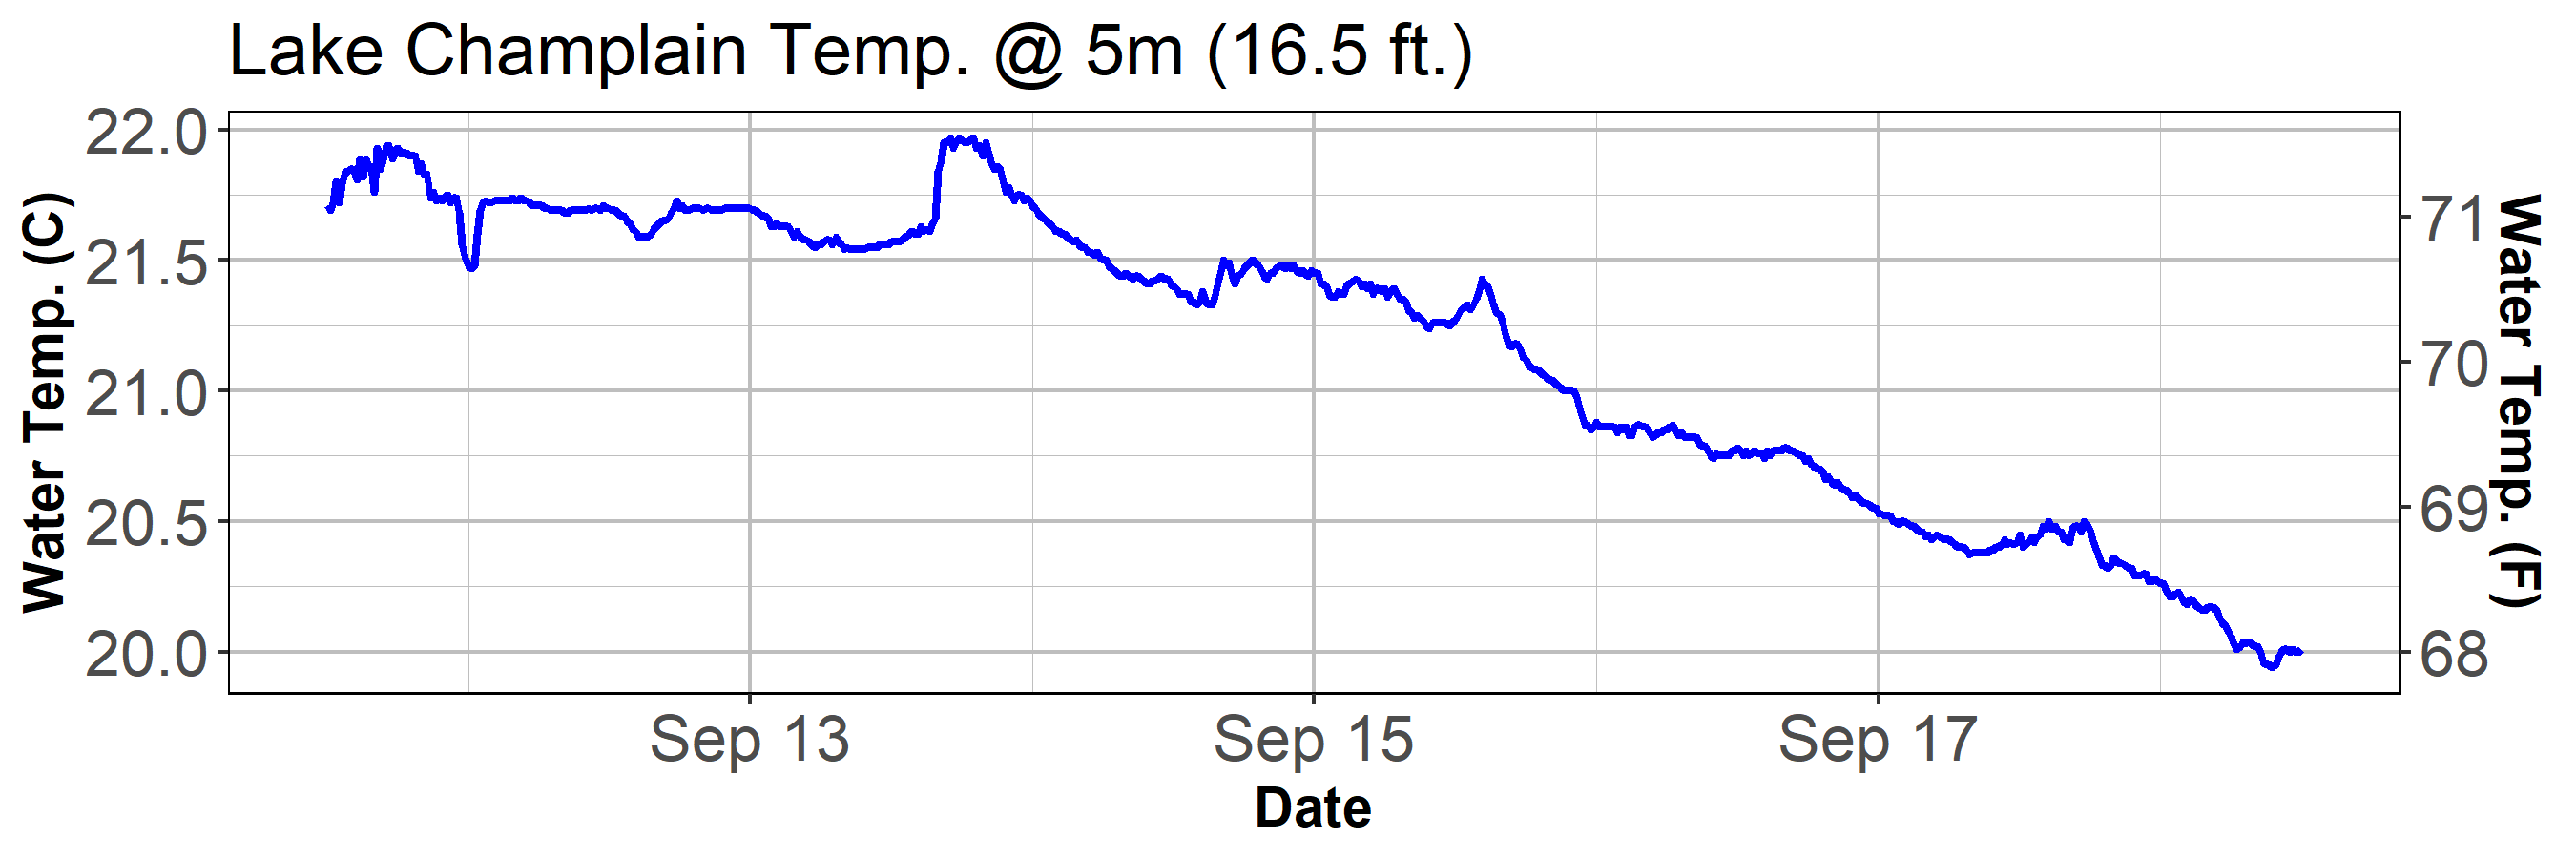 Lake Champlain Temp. @ 5m (16.5 ft.)
Water Temp. (C)
22.0
21.5
21.0
20.5
20.0
71
70
69
68
Water Temp. (F)
Sep 13
Sep 15
Sep 17
Date